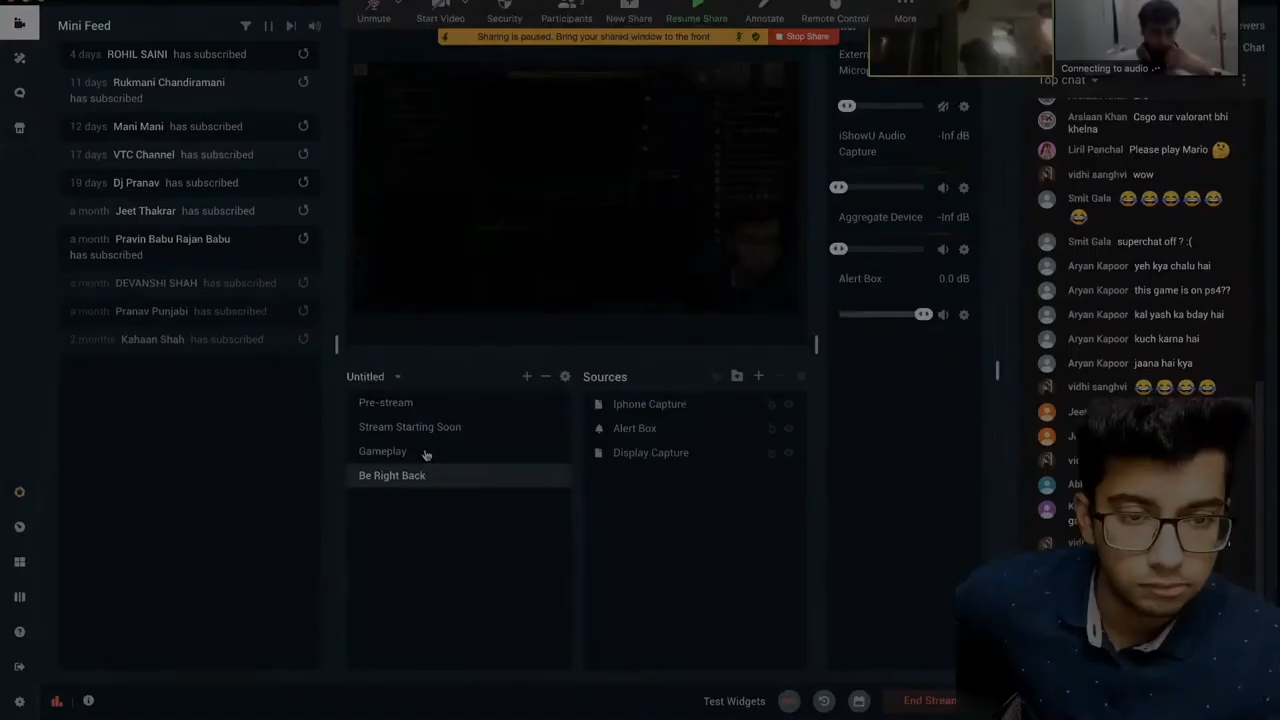 Mini Feed
4 days ROHIL SAINI has subscribed
11 days Rukmani Chandiramani
has subscribed
12 days Mani Mani has subscribed
17 days VTC Channel has subscribed
19 days Dj Pranav has subscribed
a month Jeet Thakrar has subscribed
a month Pravin Babu Rajan Babu
has subscribed
a month DEVANSHI SHAH has subscribed
a month Pranav Punjabi has subscribed
2 months Kahaan Shah has subscribed
Unmute
Start Video
Security
Participants
New Share
Resume Share
Annotate
Remote Control
More
Sharing is paused. Bring your shared window to the front
Stop Share
Untitled
Pre-stream
Stream Starting Soon
Gameplay
Be Right Back
Sources
Iphone Capture
Alert Box
Display Capture
iShowU Audio
Capture
-Inf dB
Aggregate Device -Inf dB
Alert Box 0.0 dB
Connecting to audio ...
Chat
Top chat
Arslaan Khan Csgo aur valorant bhi
khelna
Liril Panchal Please play Mario 🤔
vidhi sanghvi wow
Smit Gala 😂😂😂😂😂
😂
Smit Gala superchat off ? :(
Aryan Kapoor yeh kya chalu hai
Aryan Kapoor this game is on ps4??
Aryan Kapoor kal yash ka bday hai
Aryan Kapoor kuch karna hai
Aryan Kapoor jaana hai kya
vidhi sanghvi 😂😂😂😂
Test Widgets
REC
End Stream